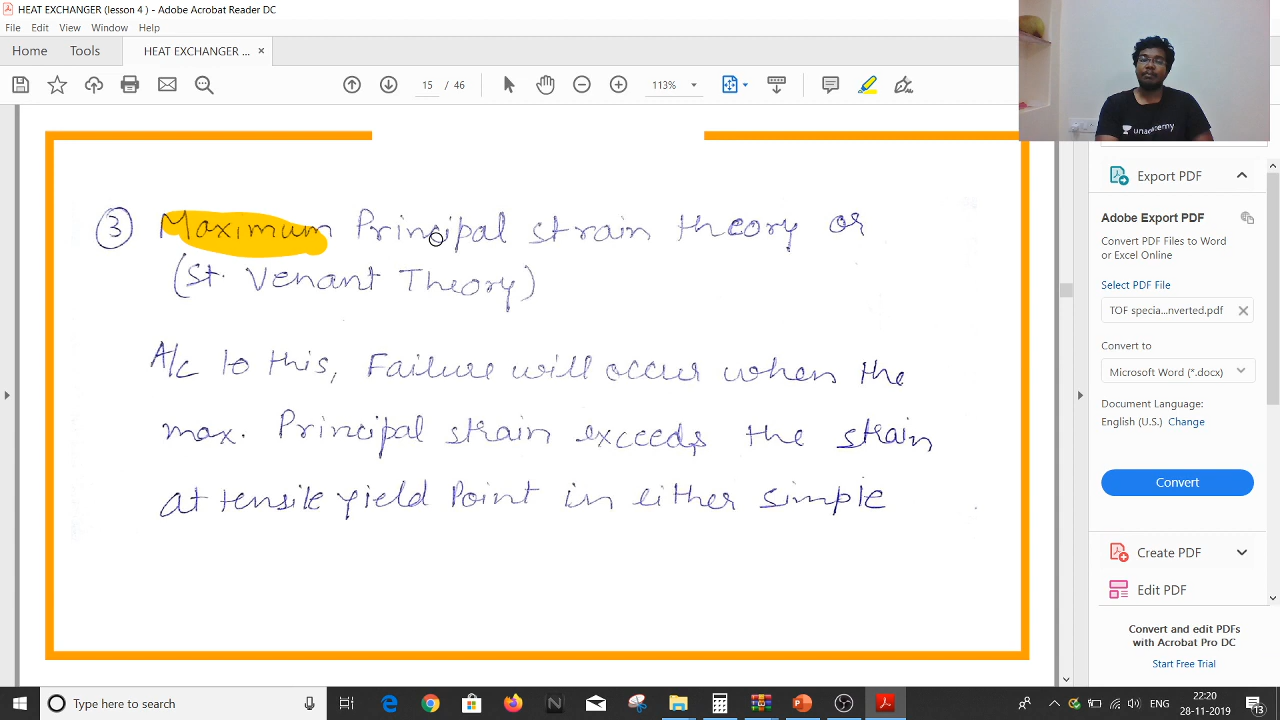 HEAT EXCHANGER (lesson 4 ) - Adobe Acrobat Reader DC
File Edit View Window Help
Home Tools HEAT EXCHANGER ... ×
15 / 46 113%
unacademy
③ Maximum Principal strain theory or
(St. Venant Theory)
A/c to this, Failure will occur when the
max. Principal strain exceeds the strain
at tensile yield Point in either simple
Export PDF
Adobe Export PDF
Convert PDF Files to Word
or Excel Online
Select PDF File
TOF specia...nverted.pdf
Convert to
Microsoft Word (*.docx)
Document Language:
English (U.S.) Change
Convert
Create PDF
Edit PDF
Convert and edit PDFs
with Acrobat Pro DC
Start Free Trial
Type here to search
ENG
22:20
28-11-2019
13